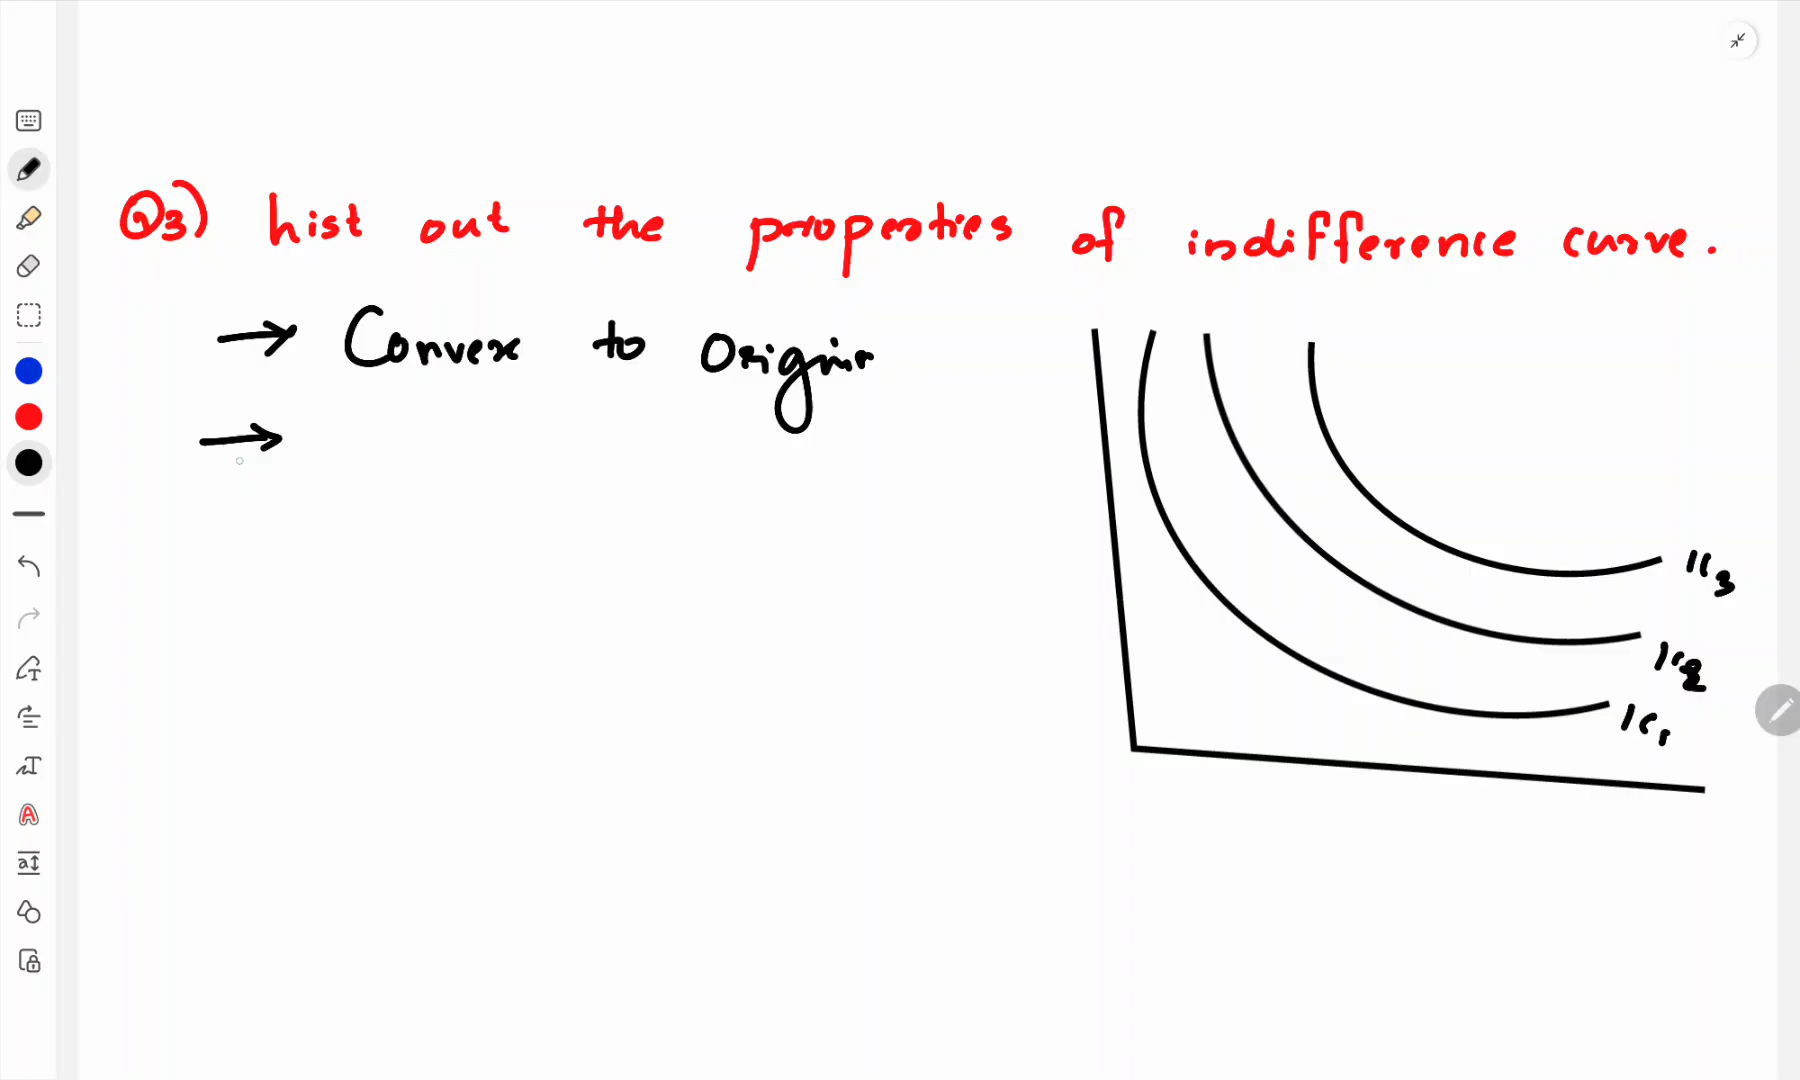 Q3) List out the properties of indifference curve.
→ Convex to Origin
→
IC3
IC2
IC1